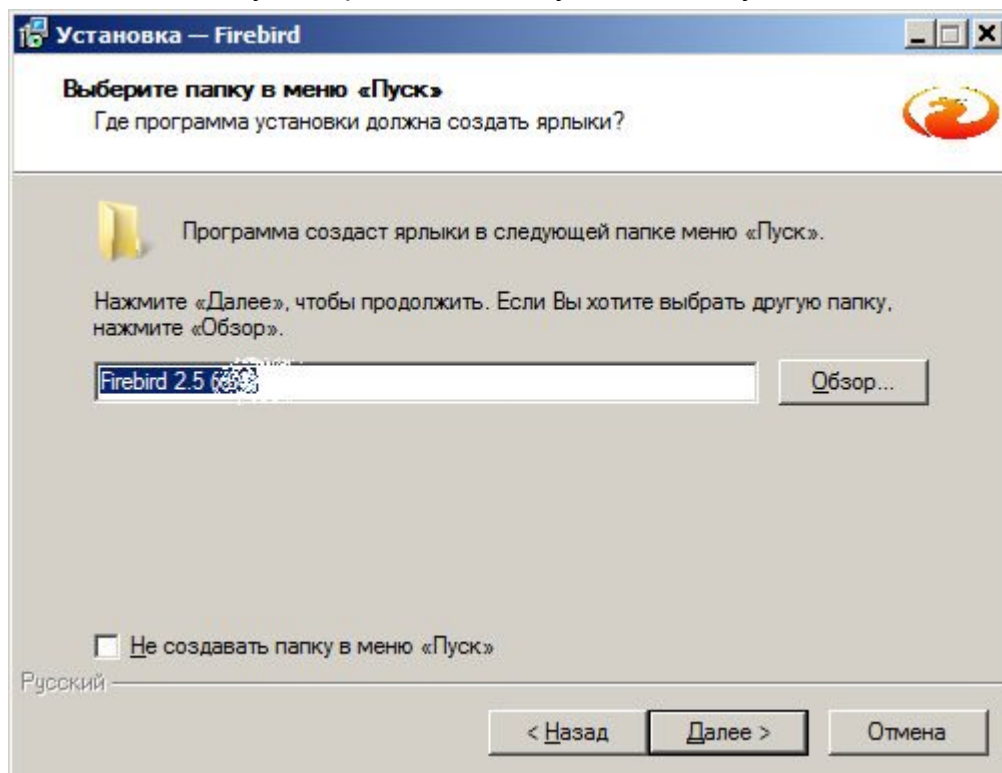 Установка — Firebird
Выберите папку в меню «Пуск»
Где программа установки должна создать ярлыки?
Программа создаст ярлыки в следующей папке меню «Пуск».
Нажмите «Далее», чтобы продолжить. Если Вы хотите выбрать другую папку,
нажмите «Обзор».
Firebird 2.5
Обзор...
Не создавать папку в меню «Пуск»
Русский
< Назад
Далее >
Отмена